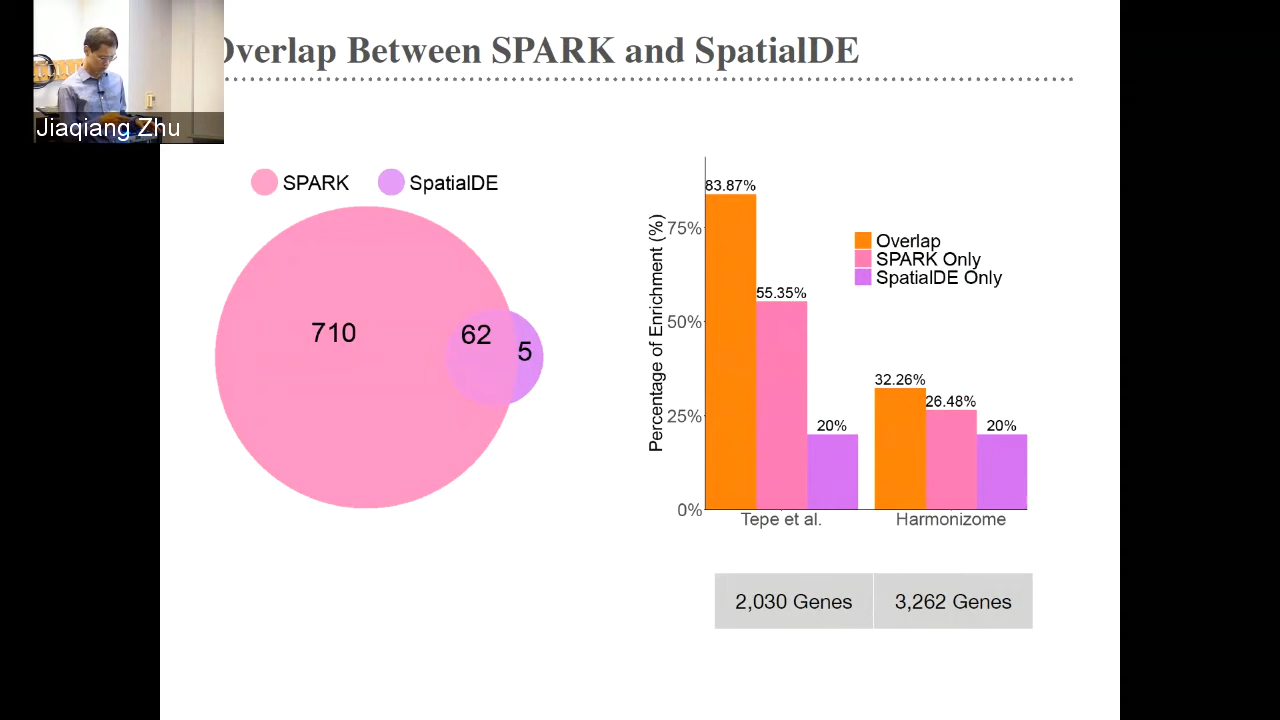 Overlap Between SPARK and SpatialDE
Jiaqiang Zhu
SPARK
SpatialDE
710
62
5
Percentage of Enrichment (%)
75%
50%
25%
0%
83.87%
55.35%
20%
32.26%
26.48%
20%
Overlap
SPARK Only
SpatialDE Only
Tepe et al.
Harmonizome
2,030 Genes
3,262 Genes